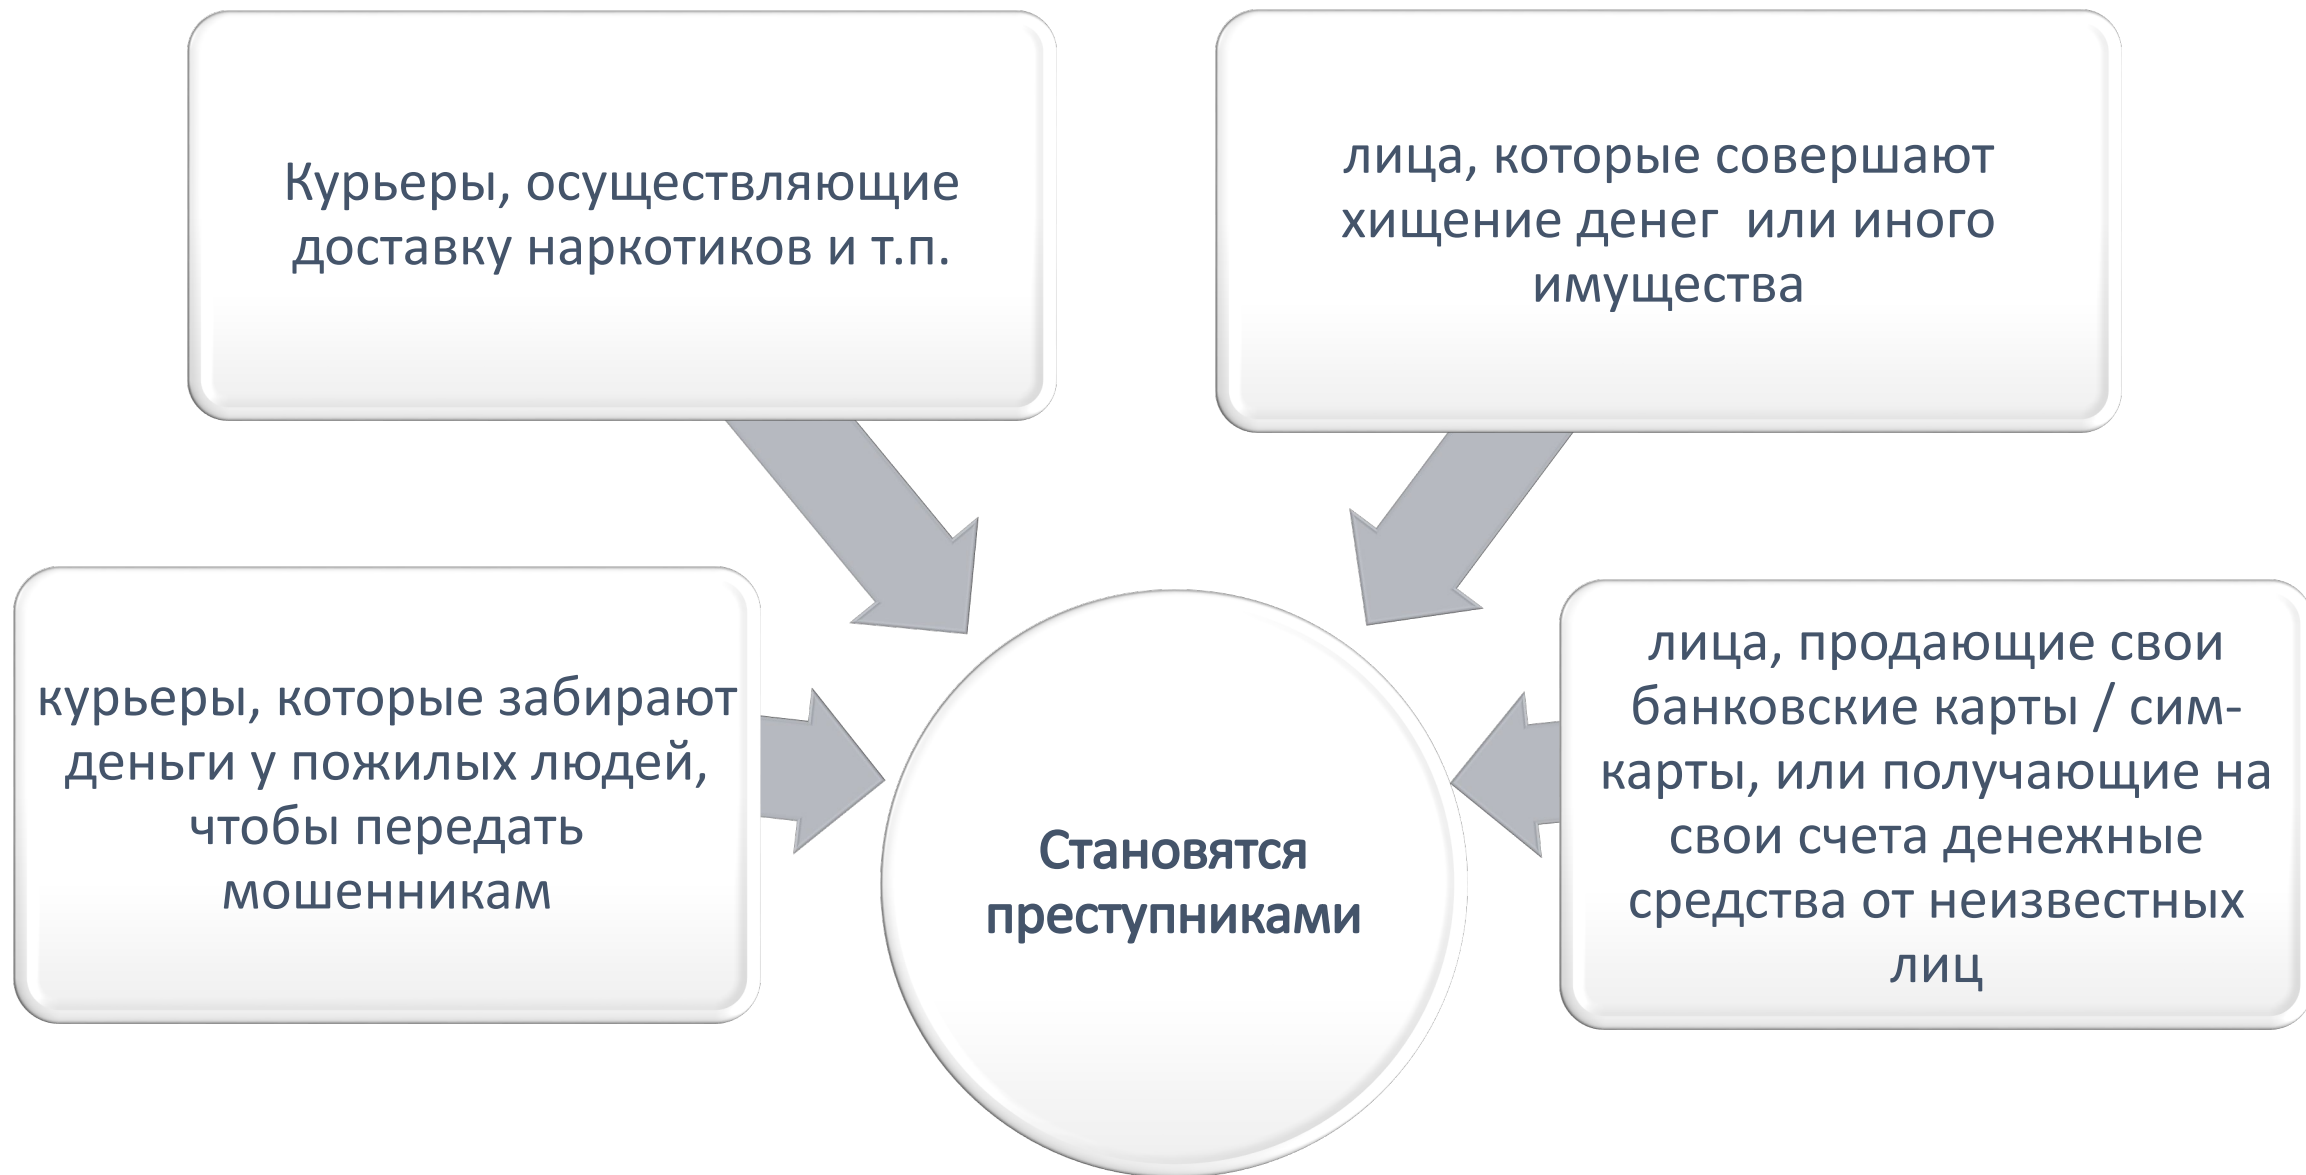 Курьеры, осуществляющие
доставку наркотиков и т.п.
лица, которые совершают
хищение денег  или иного
имущества
курьеры, которые забирают
деньги у пожилых людей,
чтобы передать
мошенникам
Становятся
преступниками
лица, продающие свои
банковские карты / сим-
карты, или получающие на
свои счета денежные
средства от неизвестных
лиц